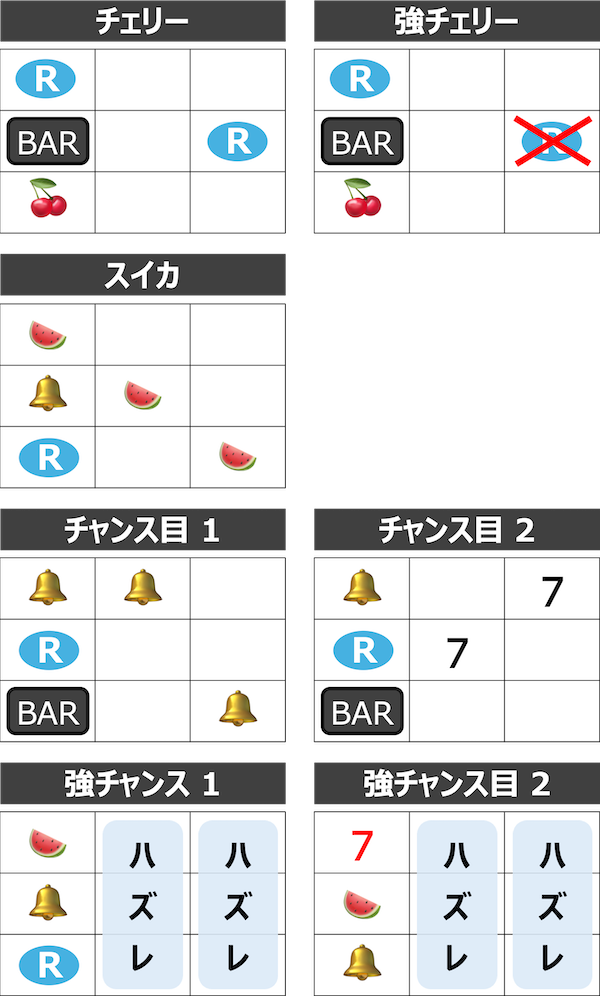 チェリー
R
BAR R
強チェリー
R
BAR R
スイカ
R
チャンス目 1
R
BAR
チャンス目 2
7
R 7
BAR
強チャンス 1
ハズレ ハズレ
R
強チャンス目 2
7
ハズレ ハズレ